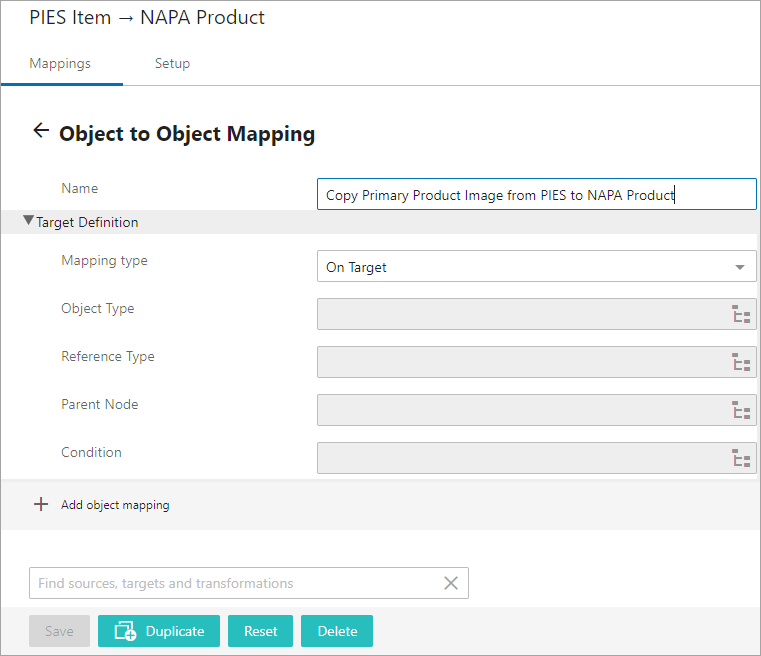 PIES Item → NAPA Product
Mappings Setup
← Object to Object Mapping
Name Copy Primary Product Image from PIES to NAPA Product
Target Definition
Mapping type On Target
Object Type
Reference Type
Parent Node
Condition
+ Add object mapping
Find sources, targets and transformations
Save Duplicate Reset Delete